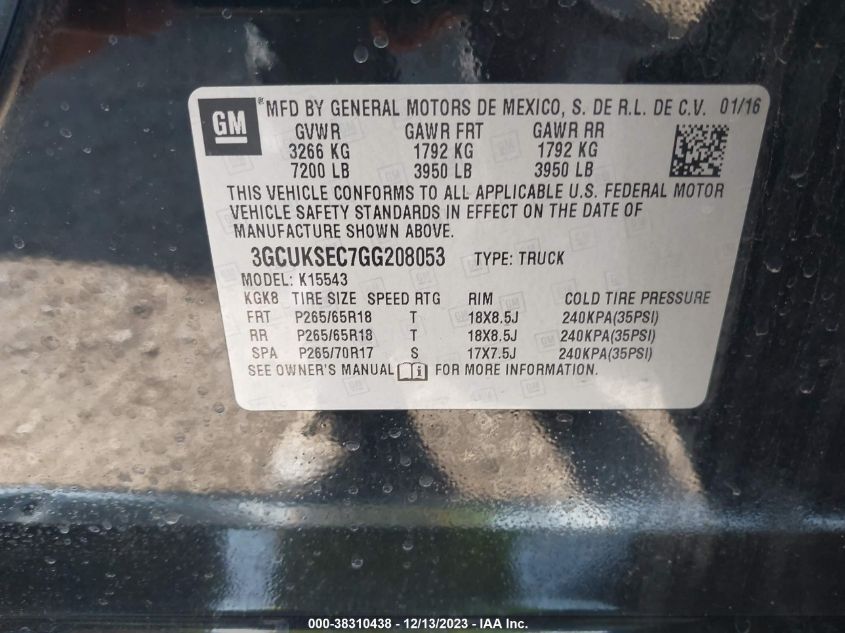 GM ® MFD BY GENERAL MOTORS DE MEXICO, S. DE R.L. DE C.V. 01/16
GVWR GAWR FRT GAWR RR
3266 KG 1792 KG 1792 KG
7200 LB 3950 LB 3950 LB
THIS VEHICLE CONFORMS TO ALL APPLICABLE U.S. FEDERAL MOTOR
VEHICLE SAFETY STANDARDS IN EFFECT ON THE DATE OF
MANUFACTURE SHOWN ABOVE.
3GCUKSEC7GG208053 TYPE: TRUCK
MODEL: K15543
KGK8 TIRE SIZE SPEED RTG RIM COLD TIRE PRESSURE
FRT P265/65R18 T 18X8.5J 240KPA(35PSI)
RR P265/65R18 T 18X8.5J 240KPA(35PSI)
SPA P265/70R17 S 17X7.5J 240KPA(35PSI)
SEE OWNER'S MANUAL FOR MORE INFORMATION.
000-38310438 - 12/13/2023 - IAA Inc.